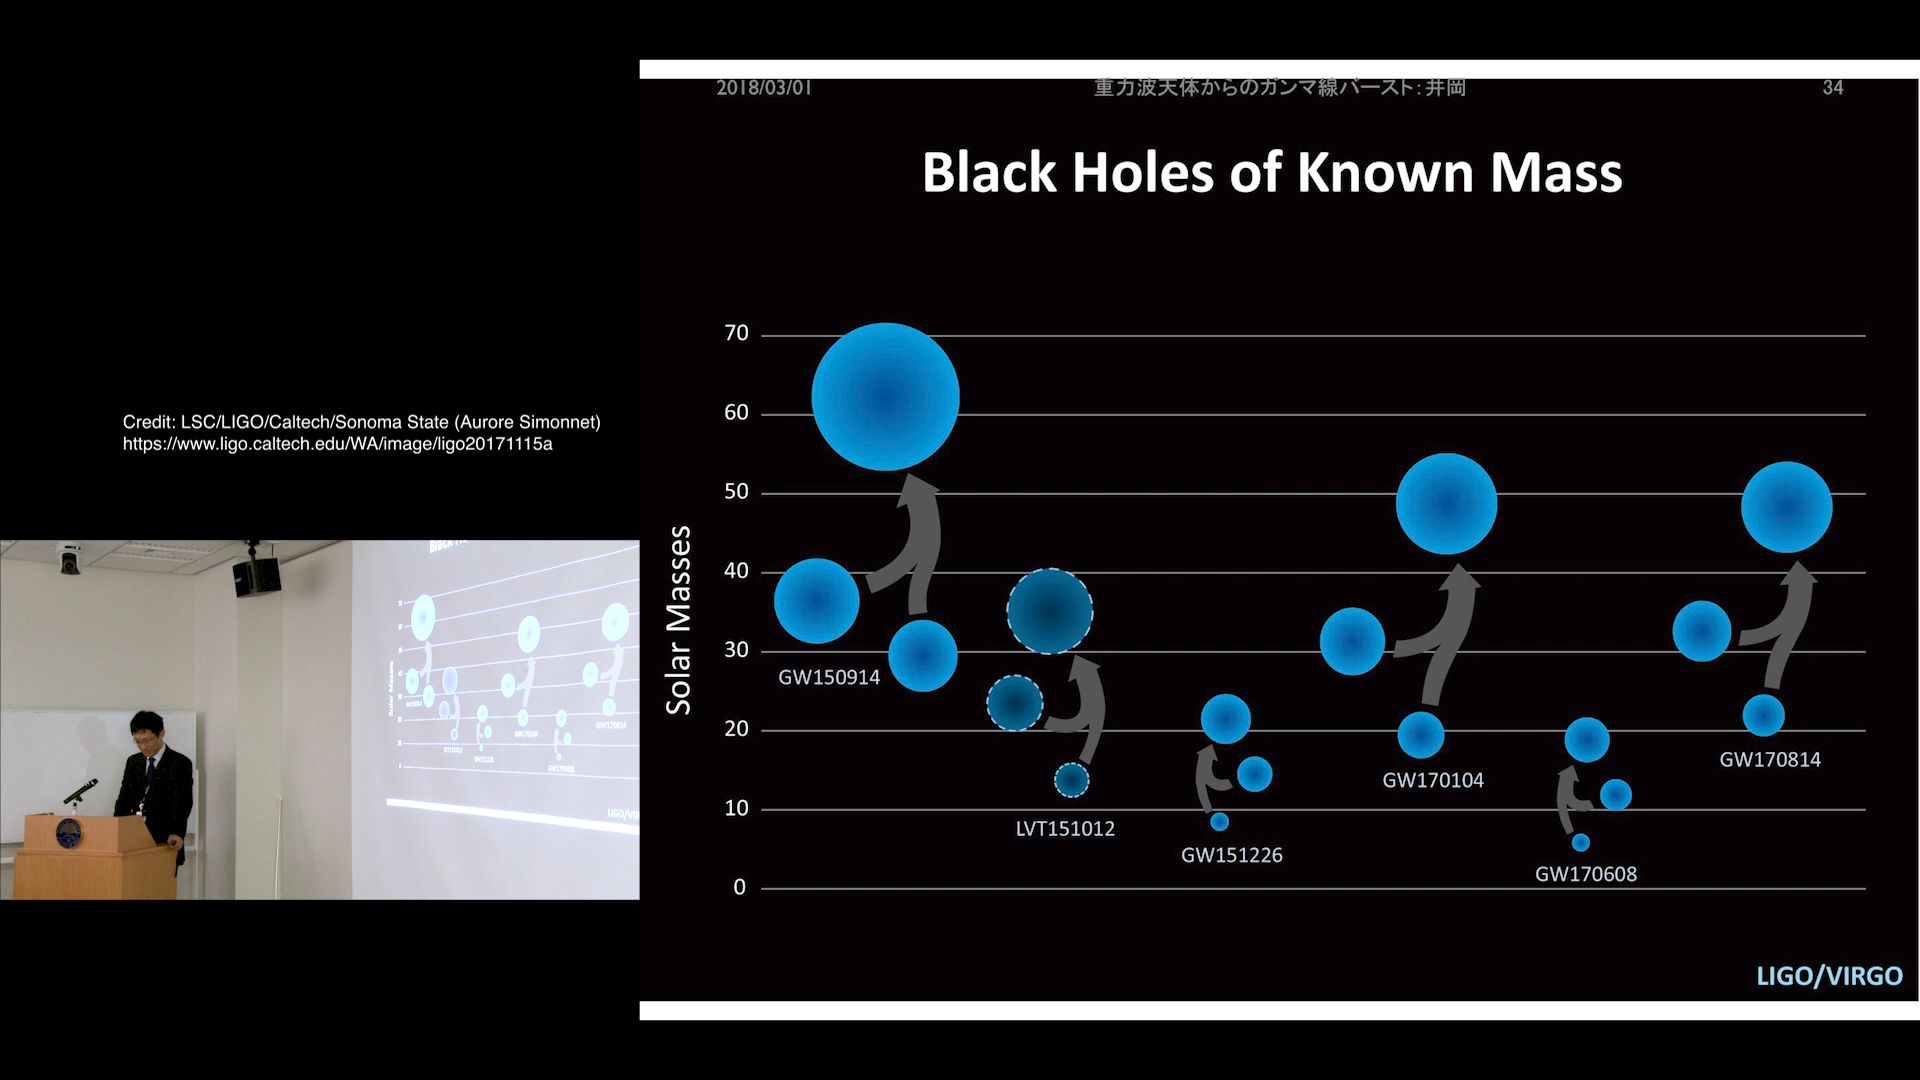 2018/03/01
重力波天体からのガンマ線バースト：井岡
34
Black Holes of Known Mass
Solar Masses
70
60
50
40
30
20
10
0
GW150914
LVT151012
GW151226
GW170104
GW170608
GW170814
LIGO/VIRGO
Credit: LSC/LIGO/Caltech/Sonoma State (Aurore Simonnet)
https://www.ligo.caltech.edu/WA/image/ligo20171115a